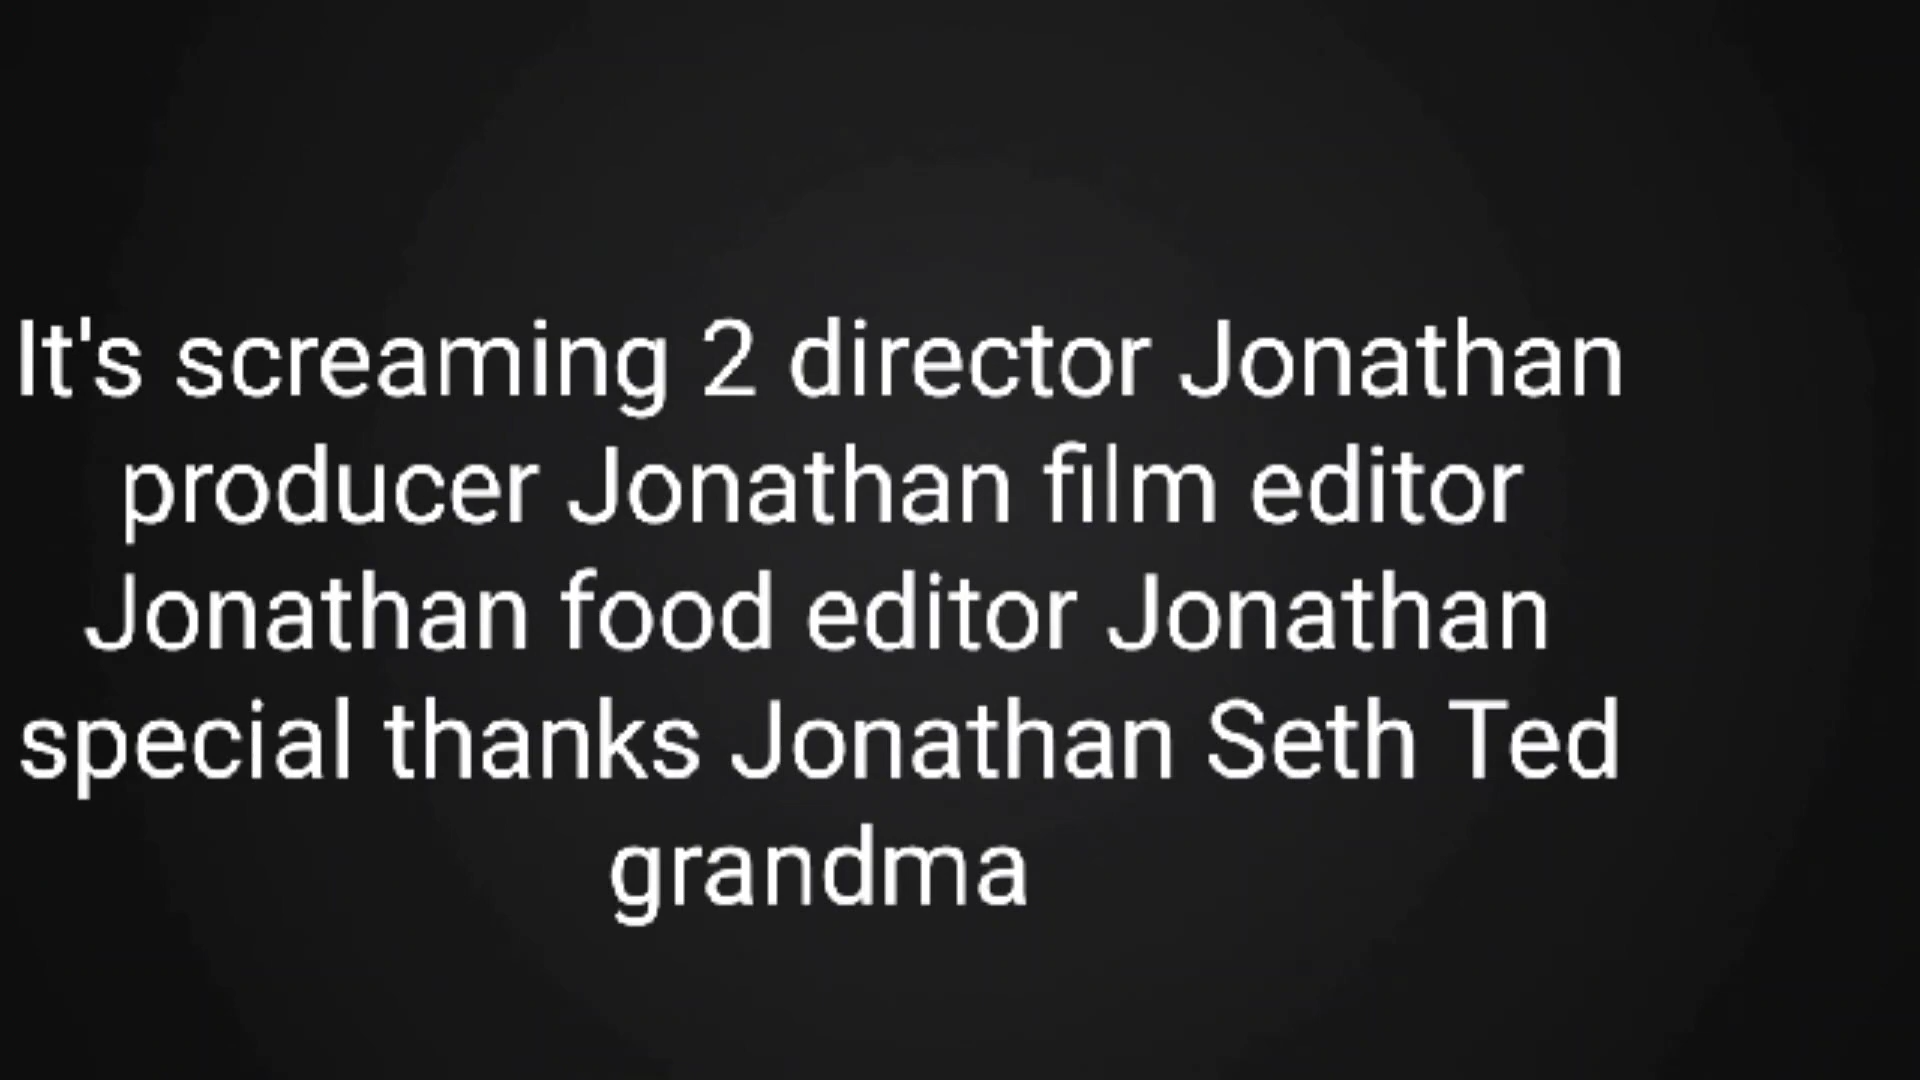 It's screaming 2 director Jonathan
producer Jonathan film editor
Jonathan food editor Jonathan
special thanks Jonathan Seth Ted
grandma